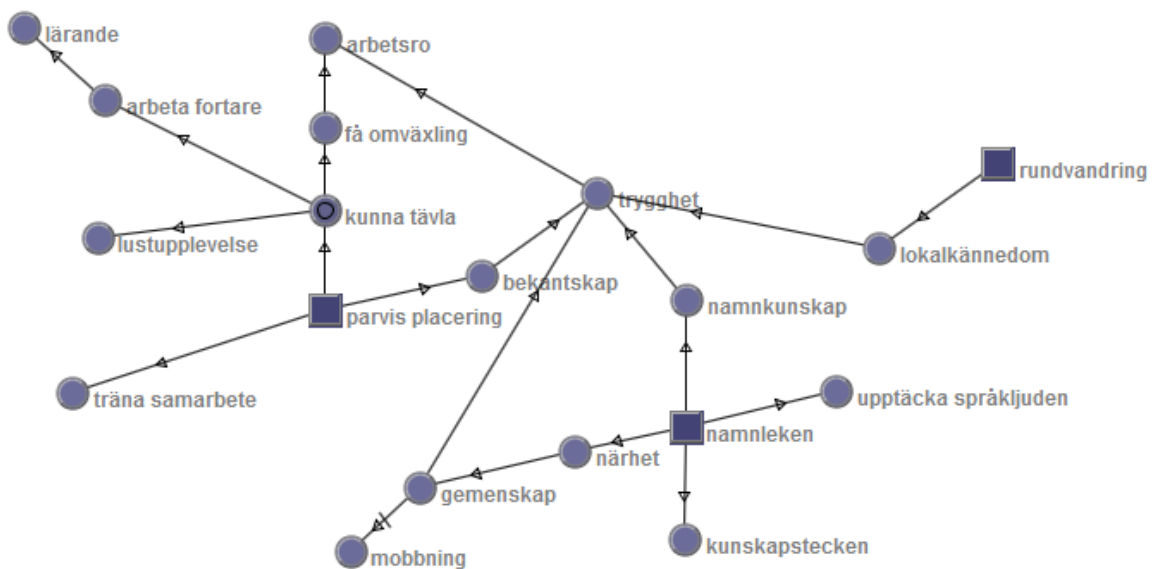 lärande
arbetsro
arbeta fortare
få omväxling
rundvandring
trygghet
kunna tävla
lustupplevelse
lokalkännedom
bekantskap
namnkunskap
parvis placering
träna samarbete
upptäcka språkljuden
namnleken
närhet
gemenskap
kunskapstecken
mobbning